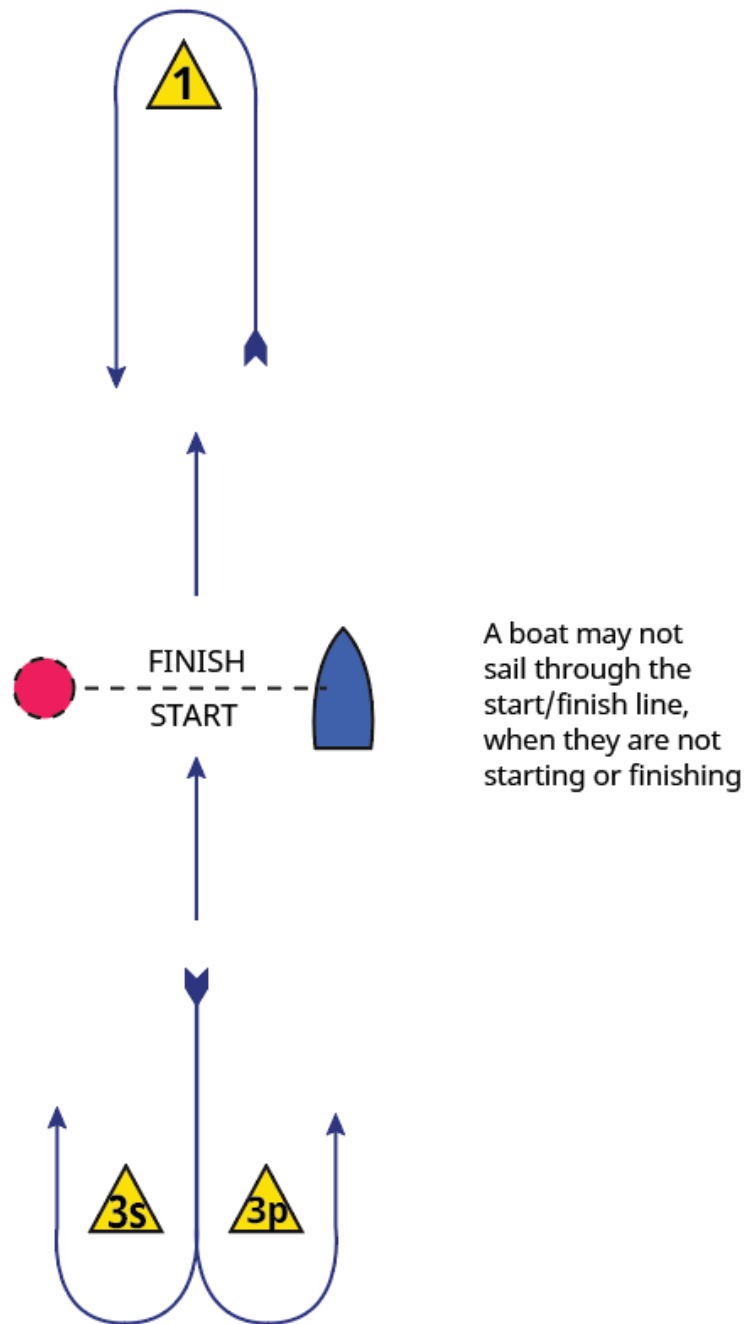 1
FINISH
START
A boat may not
sail through the
start/finish line,
when they are not
starting or finishing
3s
3p